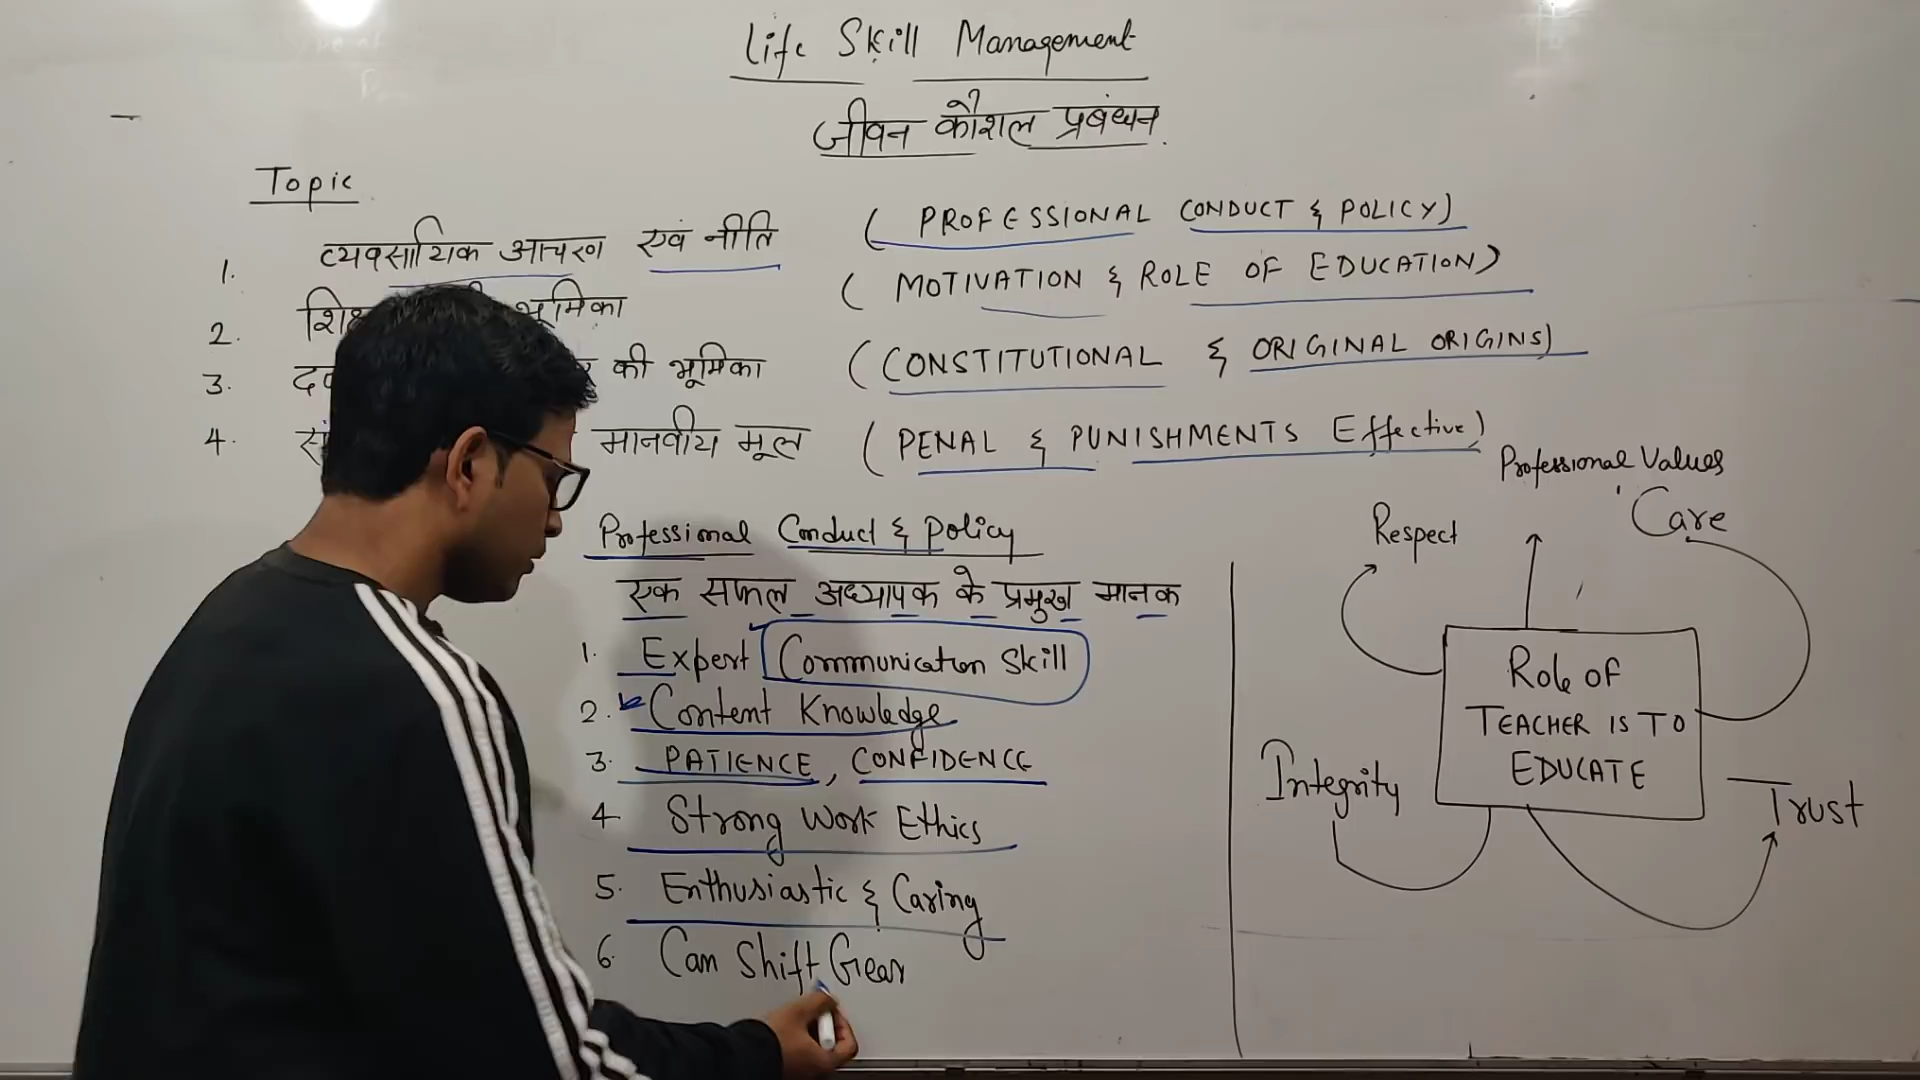 Life Skill Management
जीवन कौशल प्रबंधन.
Topic
1. व्यवसायिक आचरण एवं नीति ( PROFESSIONAL CONDUCT & POLICY)
2. भूमिका ( MOTIVATION & ROLE OF EDUCATION)
3. की भूमिका (CONSTITUTIONAL & ORIGINAL ORIGINS)
4. मानवीय मूल ( PENAL & PUNISHMENTS Effective)
Professional Conduct & Policy
एक सफल अध्यापक के प्रमुख मानक
1. Expert Communication Skill
2. Content Knowledge
3. PATIENCE, CONFIDENCE
4 Strong Work Ethics
5. Enthusiastic & Caring
6. Can Shift Gear
Professional Values
Respect
Care
Role OF
TEACHER IS TO
EDUCATE
Integrity
Trust